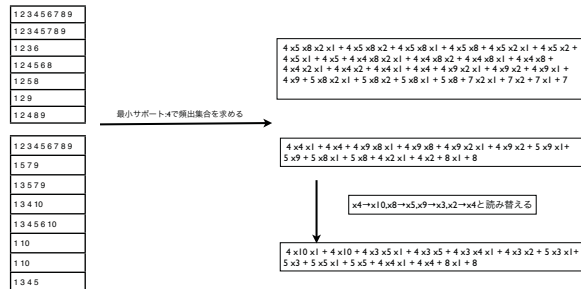 1 2 3 4 5 6 7 8 9
1 2 3 4 5 7 8 9
1 2 3 6
1 2 4 5 6 8
1 2 5 8
1 2 9
1 2 4 8 9
最小サポート:4で頻出集合を求める
4 x5 x8 x2 x1 + 4 x5 x8 x2 + 4 x5 x8 x1 + 4 x5 x8 + 4 x5 x2 x1 + 4 x5 x2 +
4 x5 x1 + 4 x5 + 4 x4 x8 x2 x1 + 4 x4 x8 x2 + 4 x4 x8 x1 + 4 x4 x8 +
4 x4 x2 x1 + 4 x4 x2 + 4 x4 x1 + 4 x4 + 4 x9 x2 x1 + 4 x9 x2 + 4 x9 x1 +
4 x9 + 5 x8 x2 x1 + 5 x8 x2 + 5 x8 x1 + 5 x8 + 7 x2 x1 + 7 x2 + 7 x1 + 7
1 2 3 4 5 6 7 8 9
1 5 7 9
1 3 5 7 9
1 3 4 10
1 3 4 5 6 10
1 10
1 10
1 3 4 5
4 x4 x1 + 4 x4 + 4 x9 x8 x1 + 4 x9 x8 + 4 x9 x2 x1 + 4 x9 x2 + 5 x9 x1+
5 x9 + 5 x8 x1 + 5 x8 + 4 x2 x1 + 4 x2 + 8 x1 + 8
x4→x10,x8→x5,x9→x3,x2→x4と読み替える
4 x10 x1 + 4 x10 + 4 x3 x5 x1 + 4 x3 x5 + 4 x3 x4 x1 + 4 x3 x2 + 5 x3 x1+
5 x3 + 5 x5 x1 + 5 x5 + 4 x4 x1 + 4 x4 + 8 x1 + 8